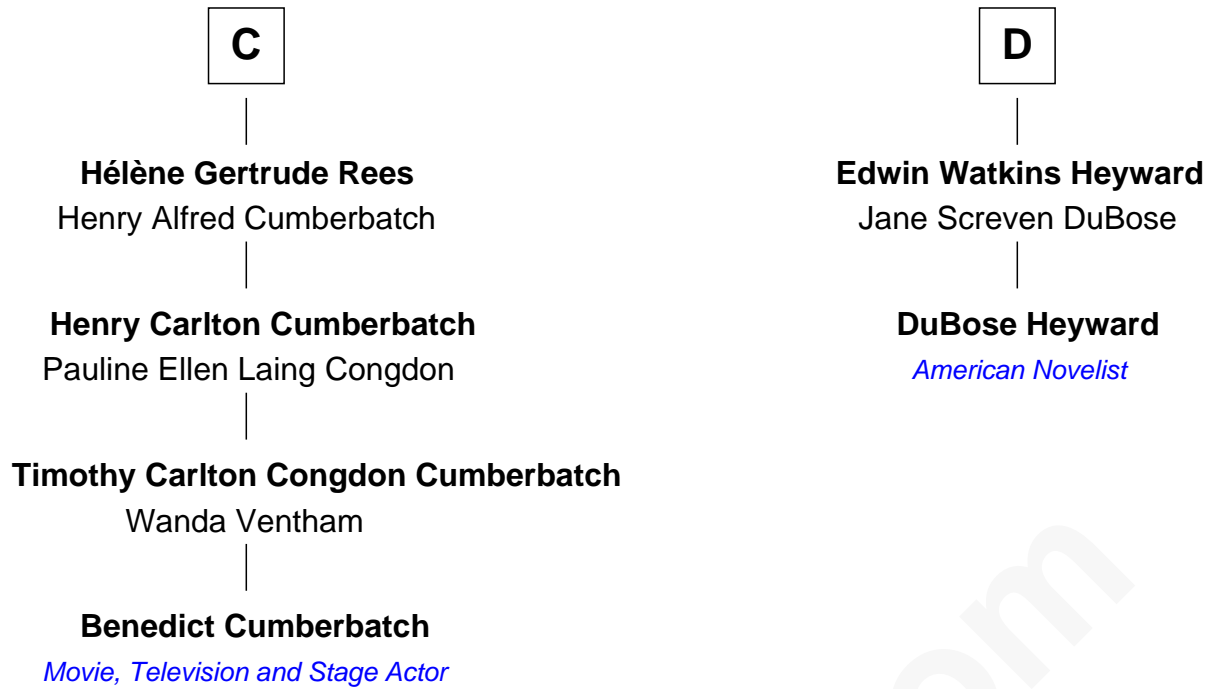 C
Hélène Gertrude Rees
Henry Alfred Cumberbatch
Henry Carlton Cumberbatch
Pauline Ellen Laing Congdon
Timothy Carlton Congdon Cumberbatch
Wanda Ventham
Benedict Cumberbatch
Movie, Television and Stage Actor
D
Edwin Watkins Heyward
Jane Screven DuBose
DuBose Heyward
American Novelist
om